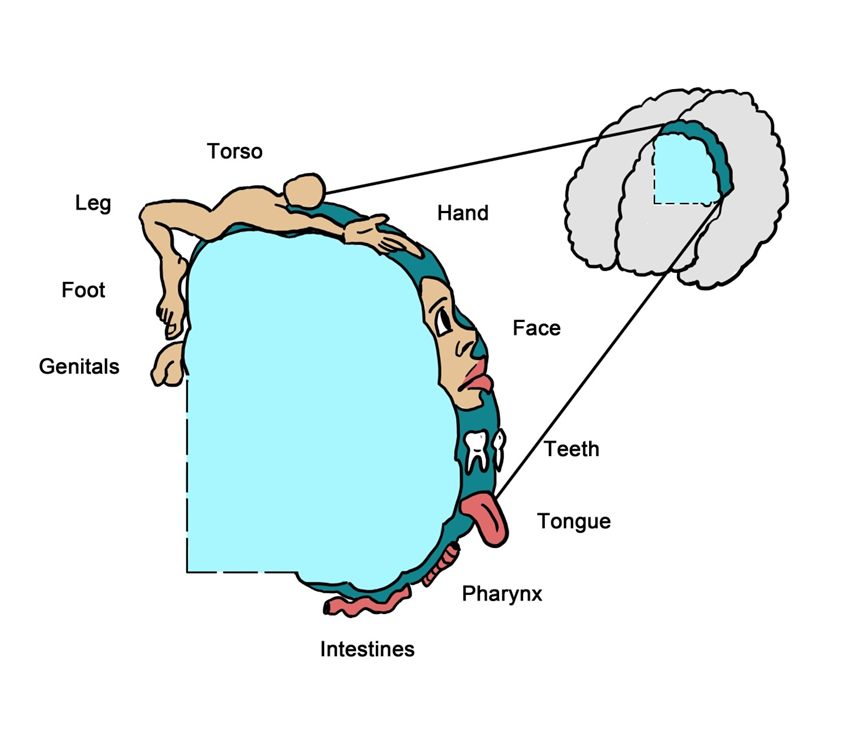 Torso
Leg
Hand
Foot
Face
Genitals
Teeth
Tongue
Pharynx
Intestines